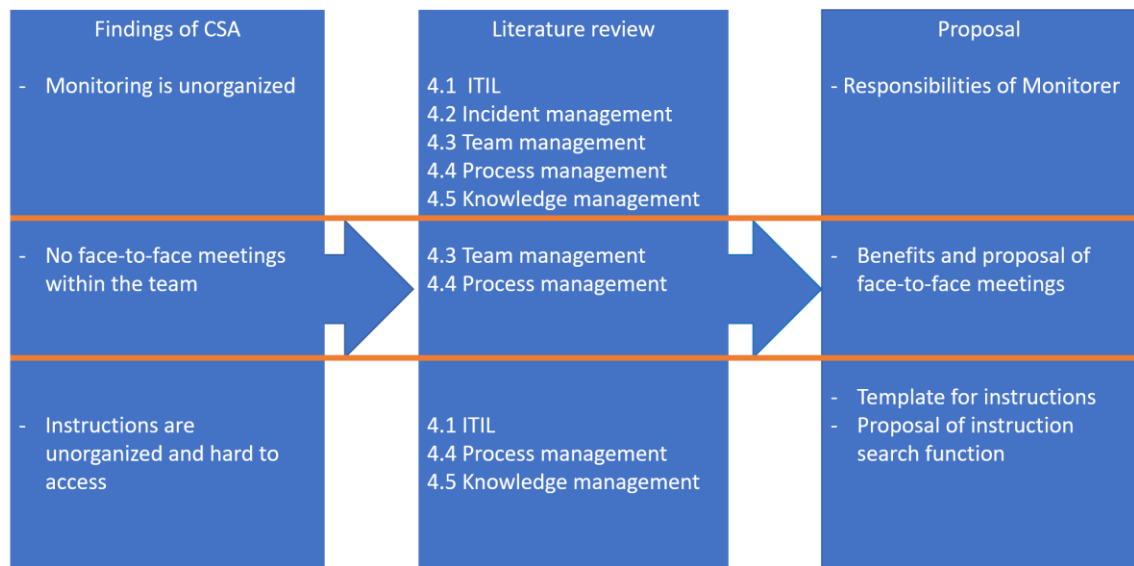 Findings of CSA
- Monitoring is unorganized
- No face-to-face meetings
within the team
- Instructions are
unorganized and hard to
access
Literature review
4.1 ITIL
4.2 Incident management
4.3 Team management
4.4 Process management
4.5 Knowledge management
4.3 Team management
4.4 Process management
4.1 ITIL
4.4 Process management
4.5 Knowledge management
Proposal
- Responsibilities of Monitorer
- Benefits and proposal of
face-to-face meetings
- Template for instructions
- Proposal of instruction
search function